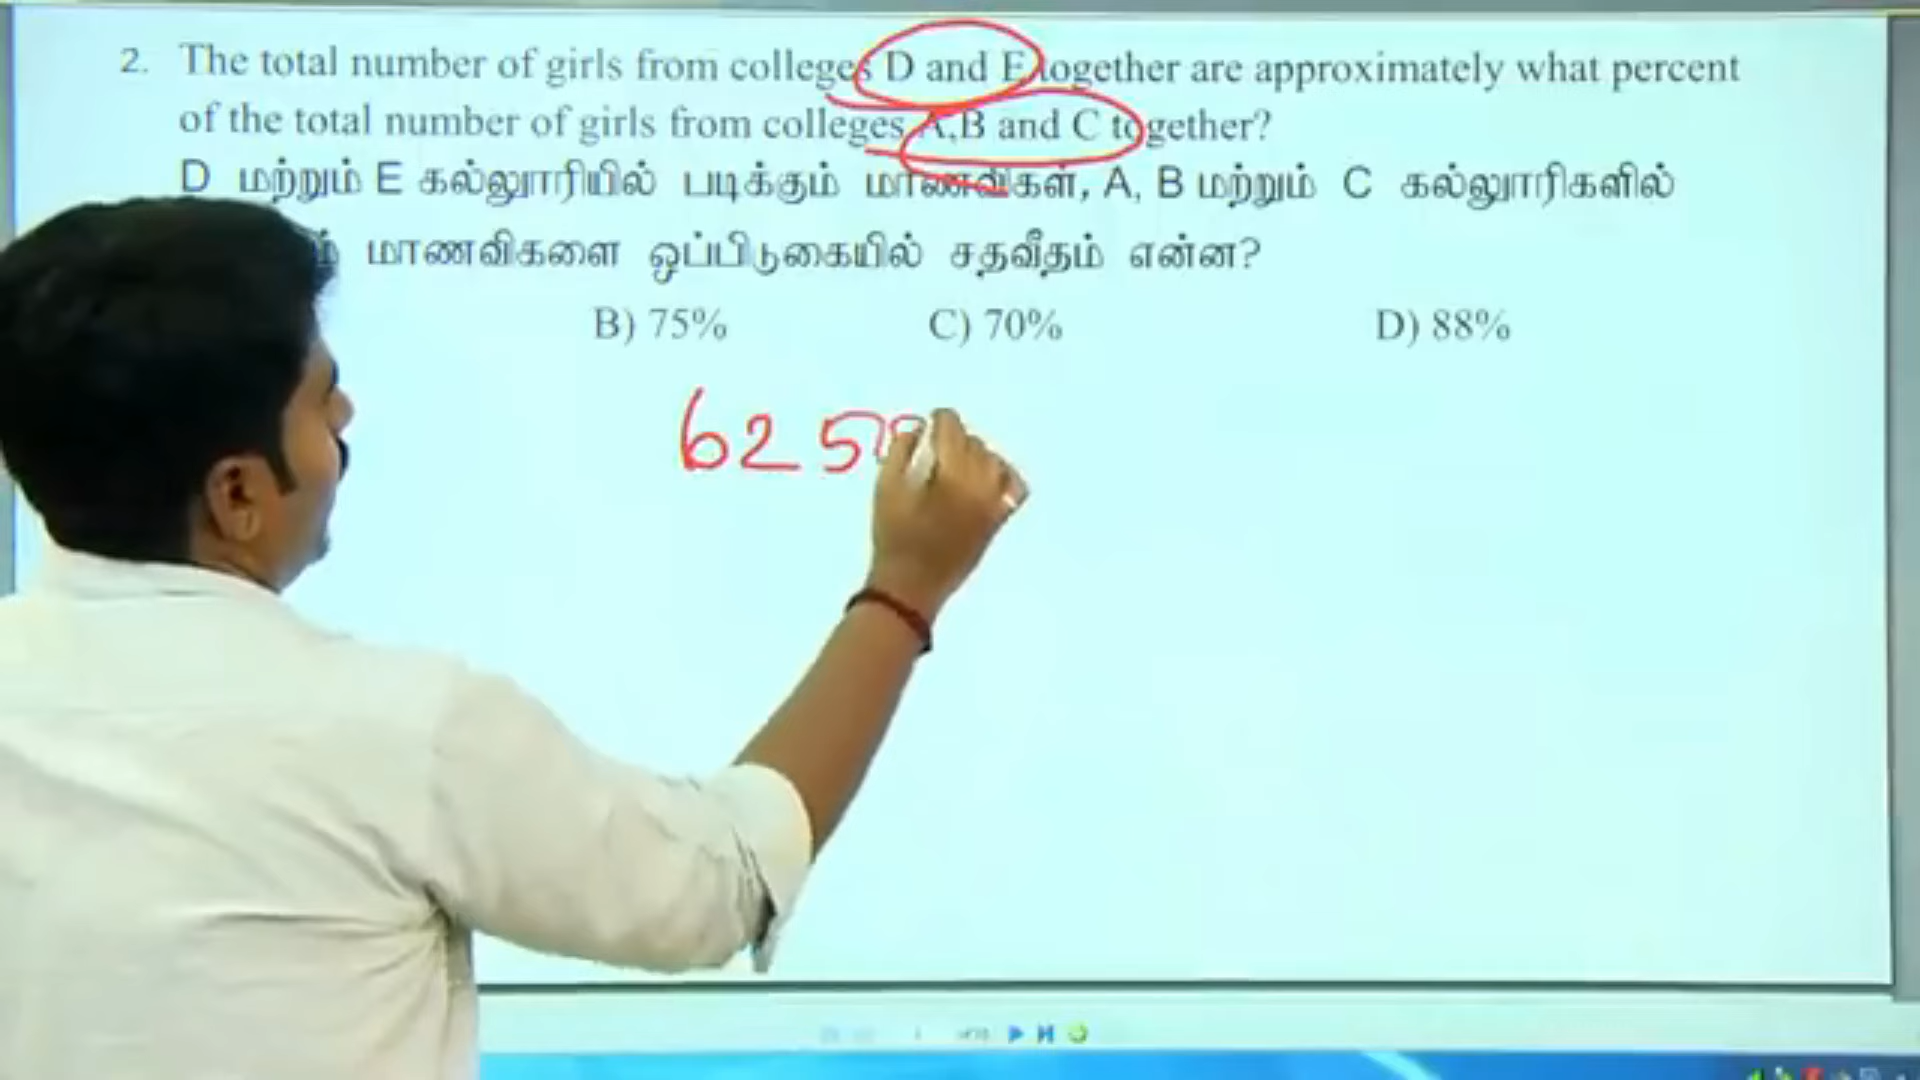 2. The total number of girls from colleges D and E together are approximately what percent
of the total number of girls from colleges A,B and C together?
D மற்றும் E கல்லூரியில் படிக்கும் மாணவிகள், A, B மற்றும் C கல்லூரிகளில்
மாணவிகளை ஒப்பிடுகையில் சதவீதம் என்ன?
B) 75% C) 70% D) 88%
625